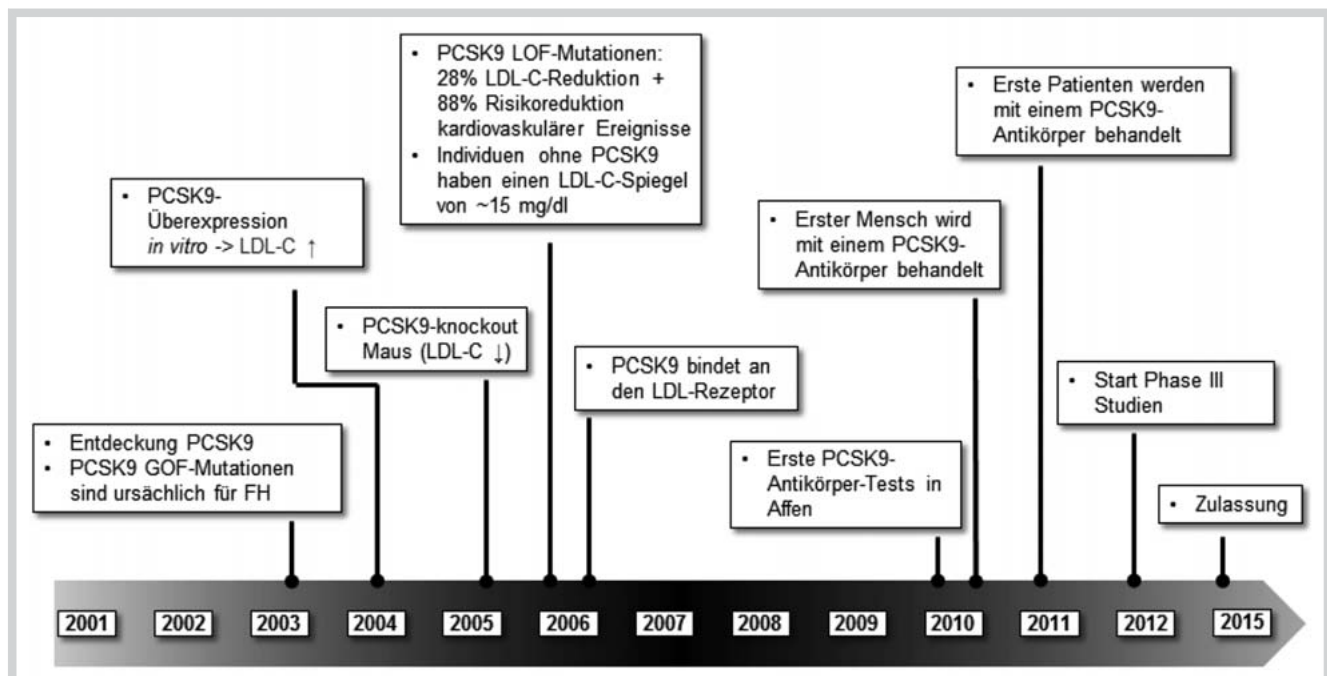 • PCSK9 LOF-Mutationen:
28% LDL-C-Reduktion +
88% Risikoreduktion
kardiovaskulärer Ereignisse
• Individuen ohne PCSK9
haben einen LDL-C-Spiegel
von ~15 mg/dl
• Erste Patienten werden
mit einem PCSK9-
Antikörper behandelt
• PCSK9-
Überexpression
in vitro -> LDL-C ↑
• Erster Mensch wird
mit einem PCSK9-
Antikörper behandelt
• PCSK9-knockout
Maus (LDL-C ↓)
• PCSK9 bindet an
den LDL-Rezeptor
• Start Phase III
Studien
• Entdeckung PCSK9
• PCSK9 GOF-Mutationen
sind ursächlich für FH
• Erste PCSK9-
Antikörper-Tests in
Affen
• Zulassung
2001 2002 2003 2004 2005 2006 2007 2008 2009 2010 2011 2012 2015